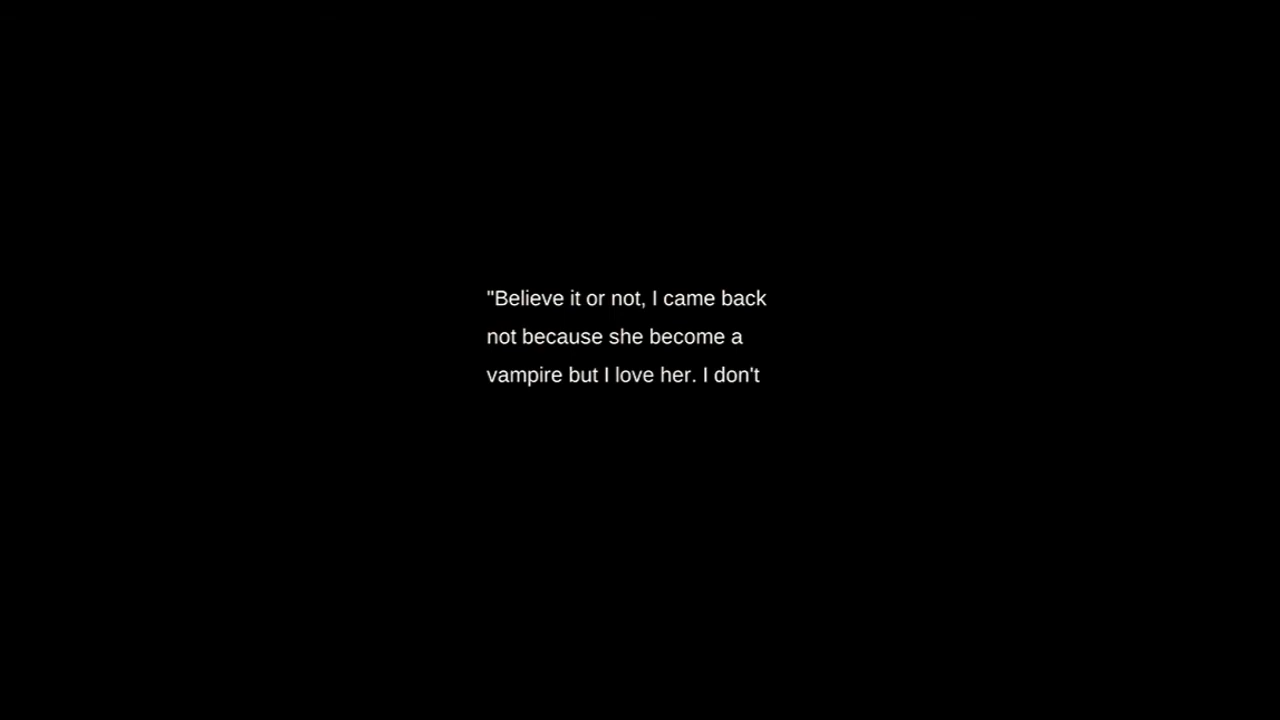 "Believe it or not, I came back
not because she become a
vampire but I love her. I don't